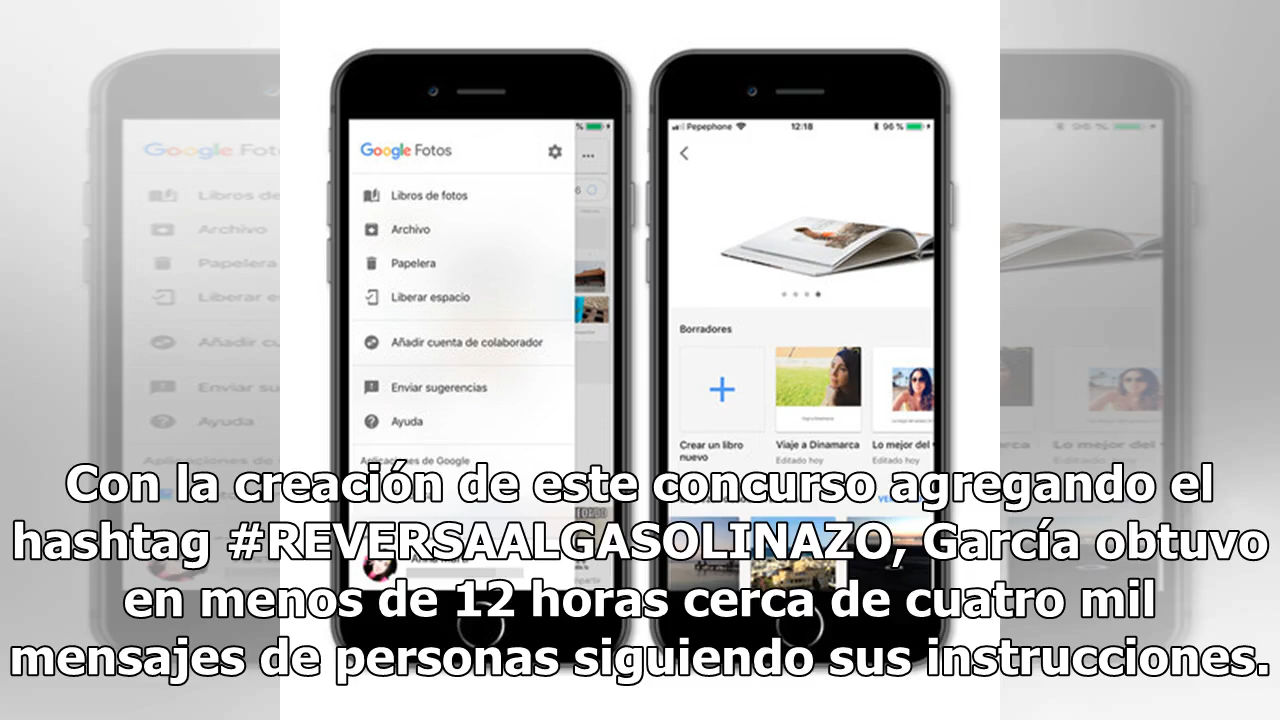 Google Fotos
Libros de fotos
Archivo
Papelera
Liberar espacio
Añadir cuenta de colaborador
Enviar sugerencias
Ayuda
Aplicaciones de Google
Pepephone 12:18 96 %
Borradores
Crear un libro nuevo
Viaje a Dinamarca
Editado hoy
Lo mejor del
Editado hoy
Con la creación de este concurso agregando el
hashtag #REVERSAALGASOLINAZO, García obtuvo
en menos de 12 horas cerca de cuatro mil
mensajes de personas siguiendo sus instrucciones.